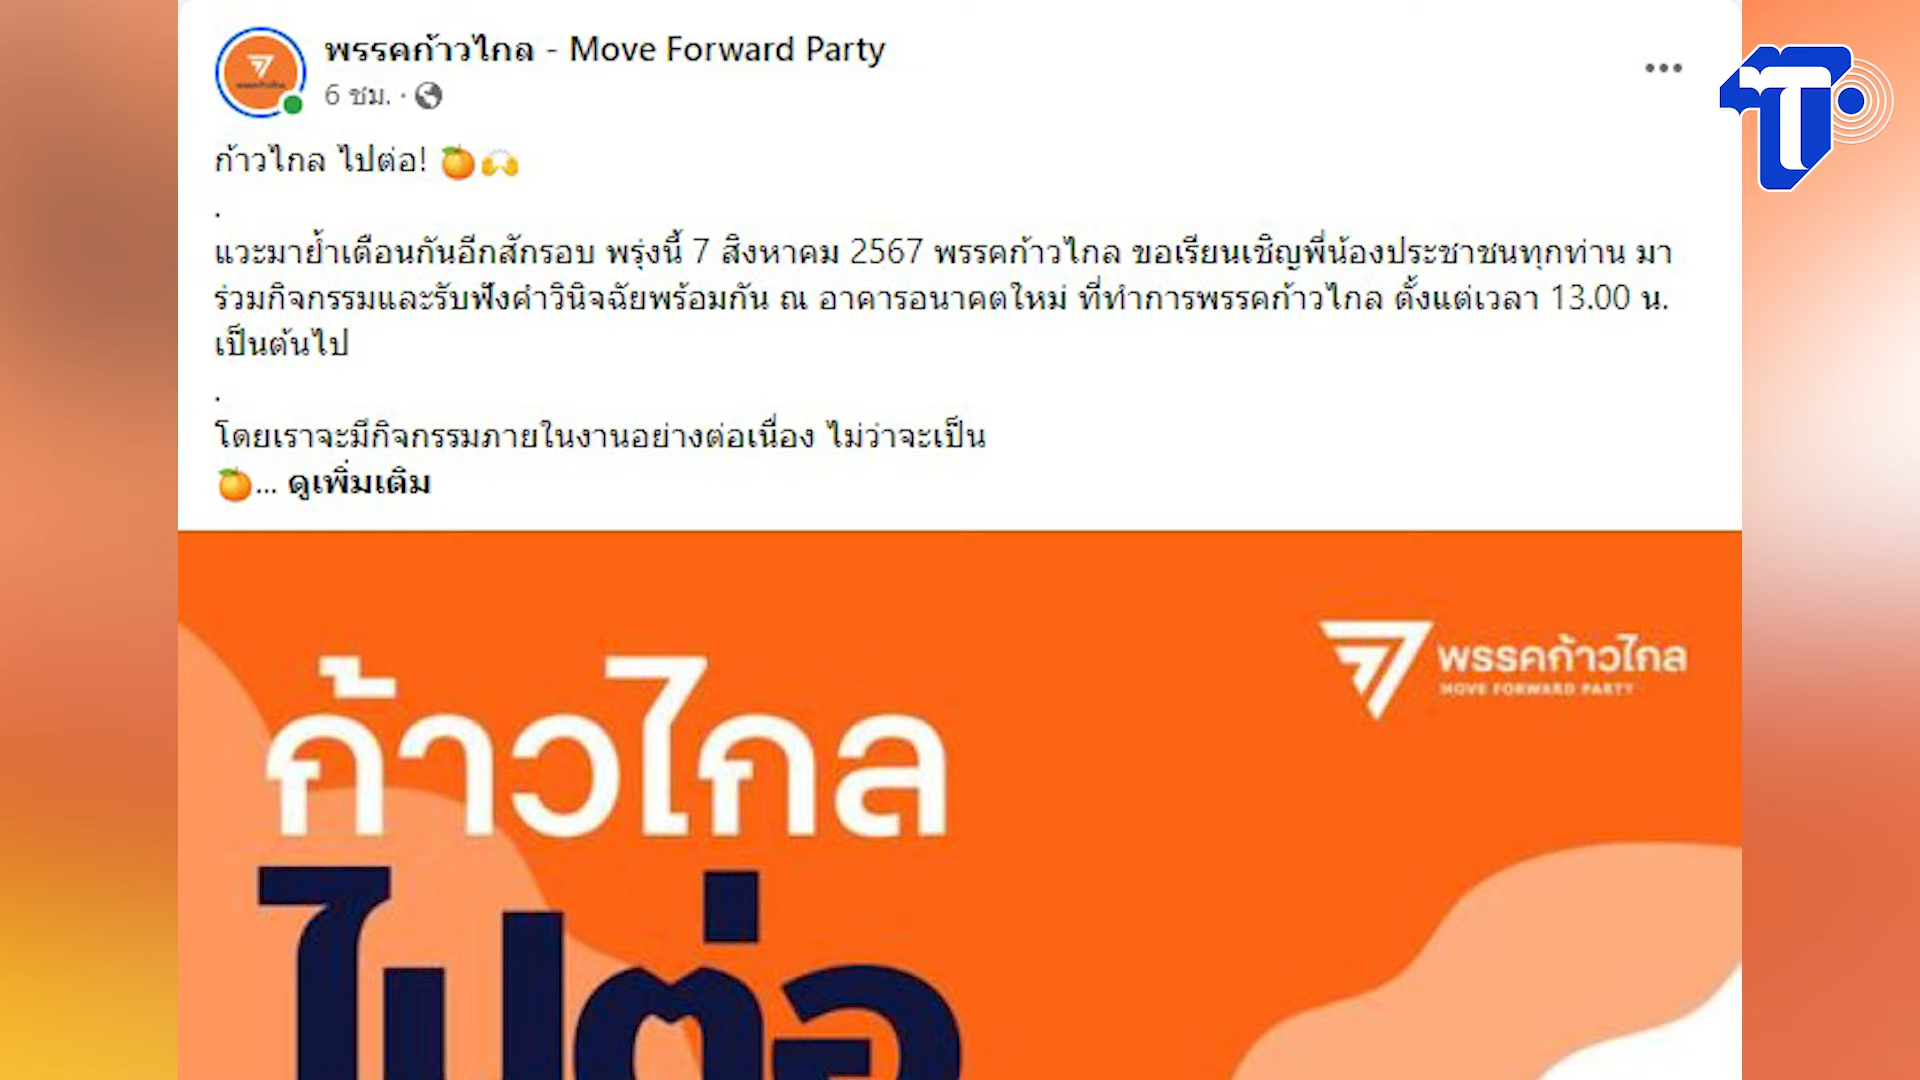 พรรคก้าวไกล - Move Forward Party
6 ชม. ·
ก้าวไกล ไปต่อ! 🍊🙌
.
แวะมาย้ำเตือนกันอีกสักรอบ พรุ่งนี้ 7 สิงหาคม 2567 พรรคก้าวไกล ขอเรียนเชิญพี่น้องประชาชนทุกท่าน มา
ร่วมกิจกรรมและรับฟังคำวินิจฉัยพร้อมกัน ณ อาคารอนาคตใหม่ ที่ทำการพรรคก้าวไกล ตั้งแต่เวลา 13.00 น.
เป็นต้นไป
.
โดยเราจะมีกิจกรรมภายในงานอย่างต่อเนื่อง ไม่ว่าจะเป็น
🍊... ดูเพิ่มเติม
พรรคก้าวไกล
MOVE FORWARD PARTY
ก้าวไกล
ไปต่อ